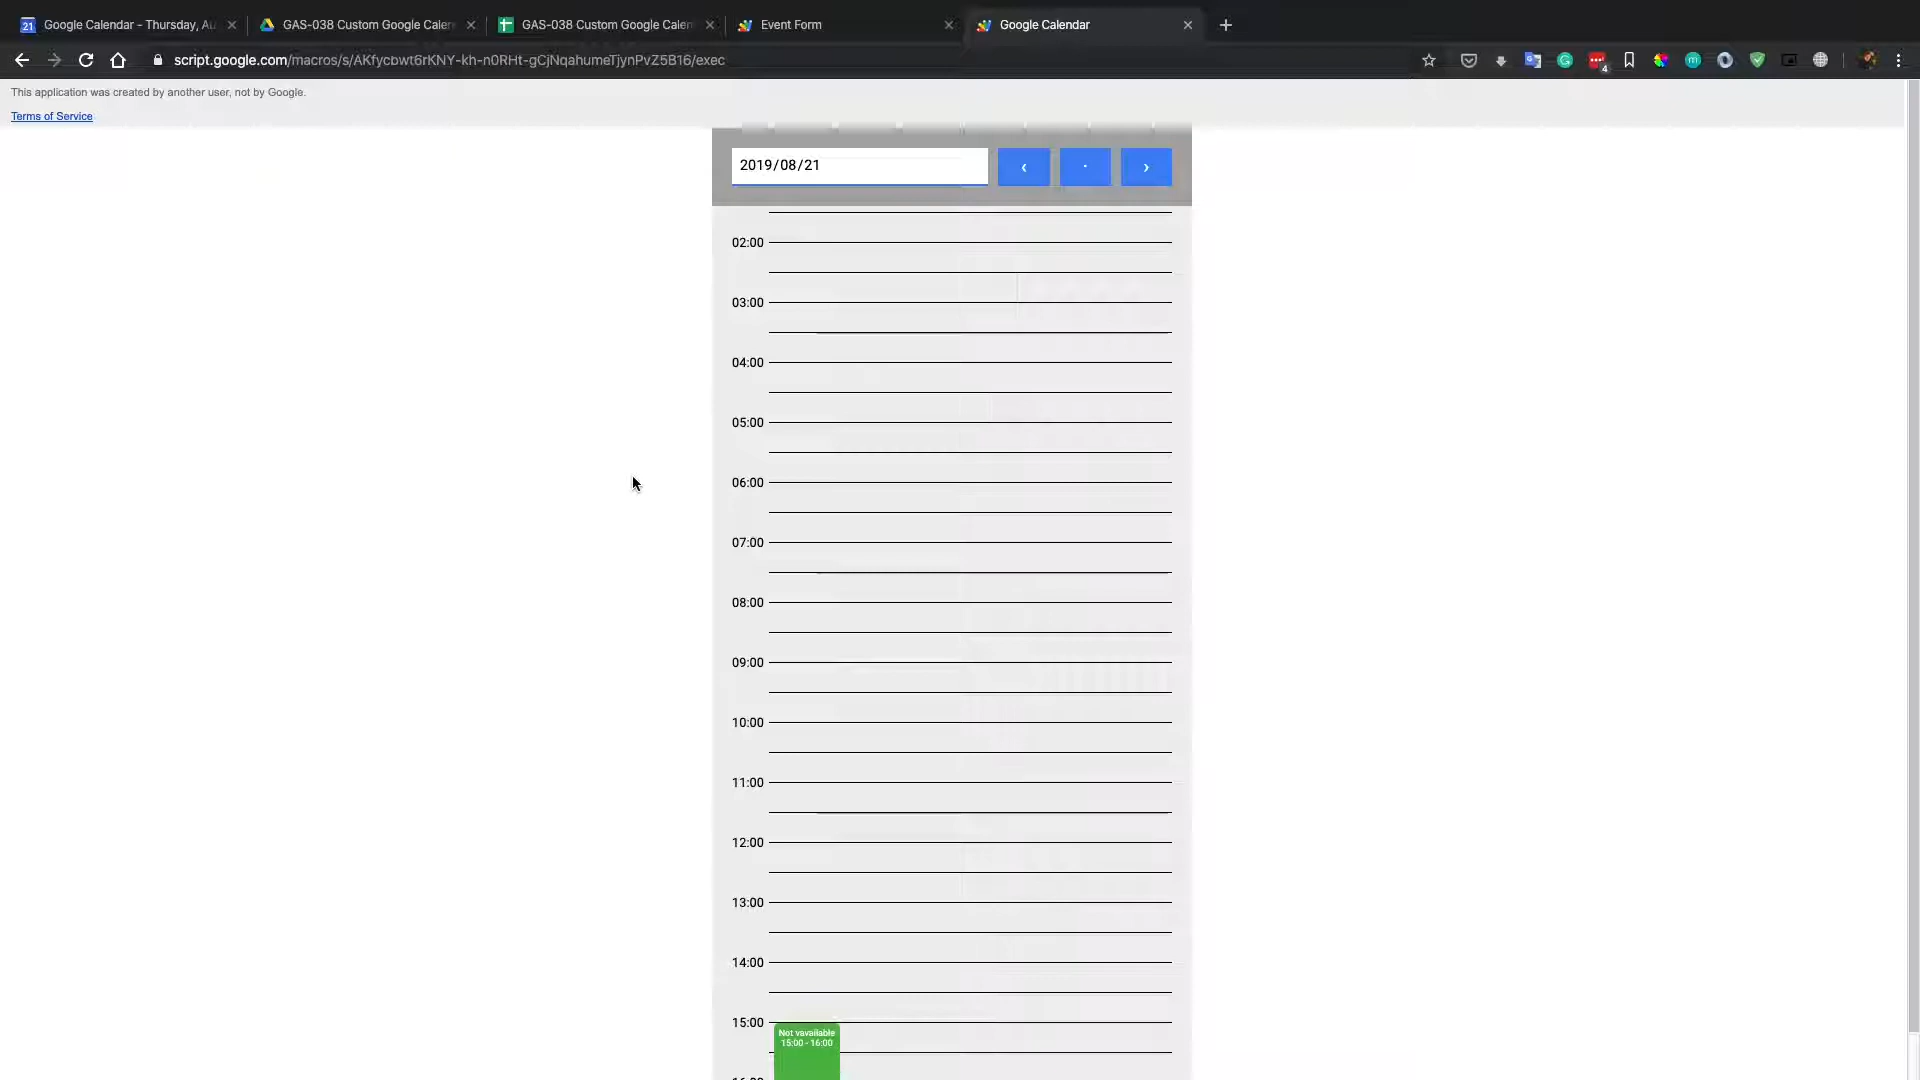 21 Google Calendar - Thursday, Au
GAS-038 Custom Google Calen
GAS-038 Custom Google Calen
Event Form
Google Calendar
script.google.com/macros/s/AKfycbwt6rKNY-kh-n0RHt-gCjNqahumeTjynPvZ5B16/exec
4
This application was created by another user, not by Google.
Terms of Service
2019/08/21
‹ · ›
02:00
03:00
04:00
05:00
06:00
07:00
08:00
09:00
10:00
11:00
12:00
13:00
14:00
15:00
Not vavailable
15:00 - 16:00